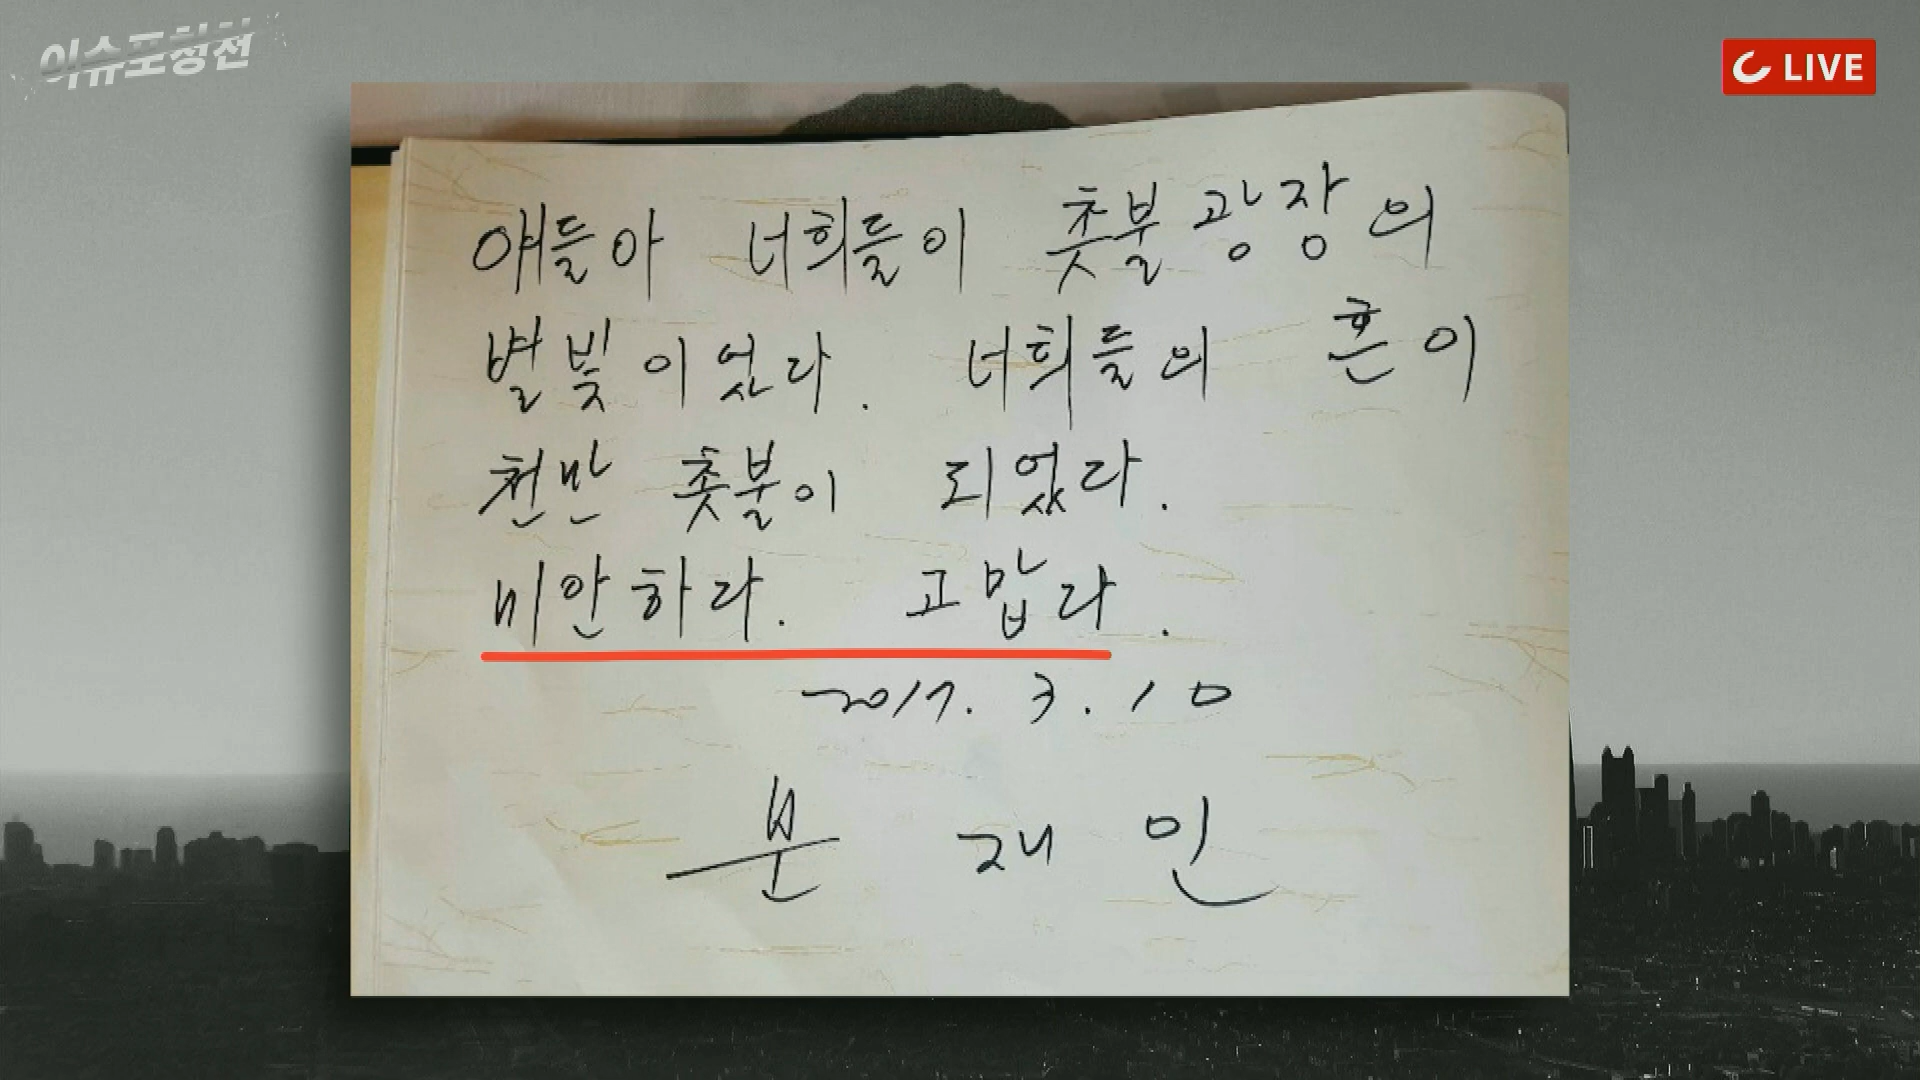 이슈포청천
LIVE
얘들아 너희들이 촛불광장의
별빛이었다. 너희들의 혼이
천만 촛불이 되었다.
미안하다. 고맙다.
2017. 3. 10
문재인